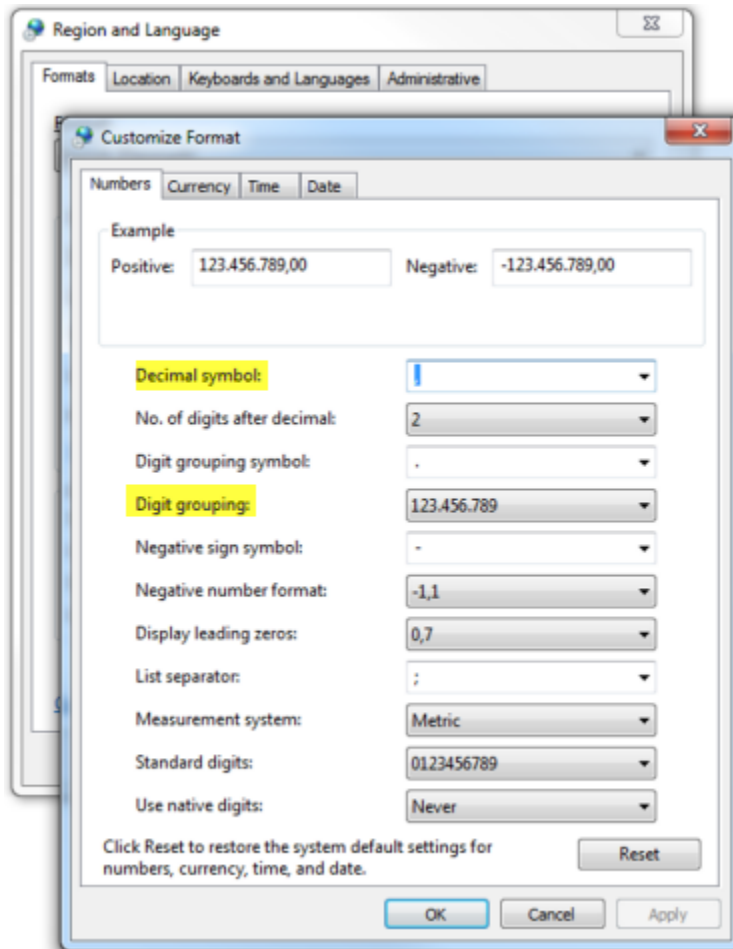 Region and Language
Formats Location Keyboards and Languages Administrative
Customize Format
Numbers Currency Time Date
Example
Positive: 123.456.789,00 Negative: -123.456.789,00
Decimal symbol: ,
No. of digits after decimal: 2
Digit grouping symbol: .
Digit grouping: 123.456.789
Negative sign symbol: -
Negative number format: -1,1
Display leading zeros: 0,7
List separator: ;
Measurement system: Metric
Standard digits: 0123456789
Use native digits: Never
Click Reset to restore the system default settings for
numbers, currency, time, and date.
Reset
OK Cancel Apply